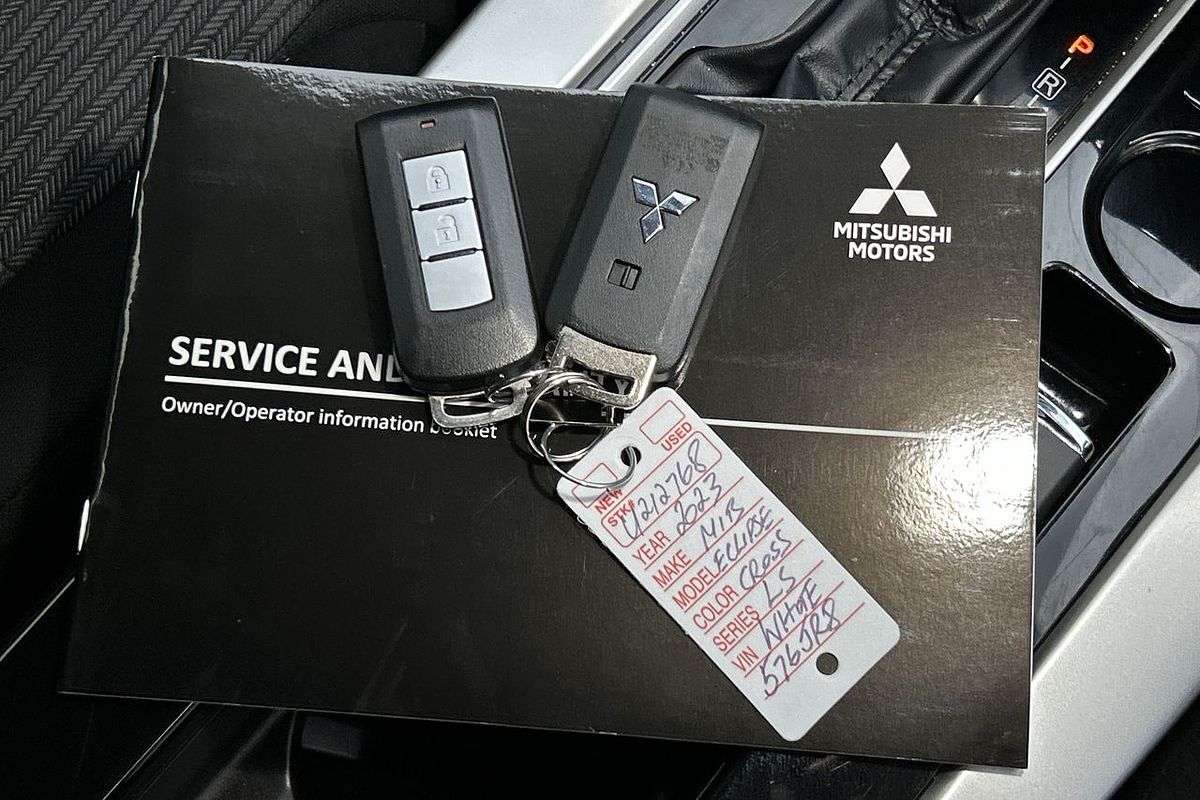 P
R
MITSUBISHI
MOTORS
SERVICE AND
Owner/Operator information booklet
USED
NEW
STK# U212768
YEAR 2023
MAKE MITS
MODEL ECLIPSE
COLOR CROSS
SERIES LS
VIN WHITE
576JR8